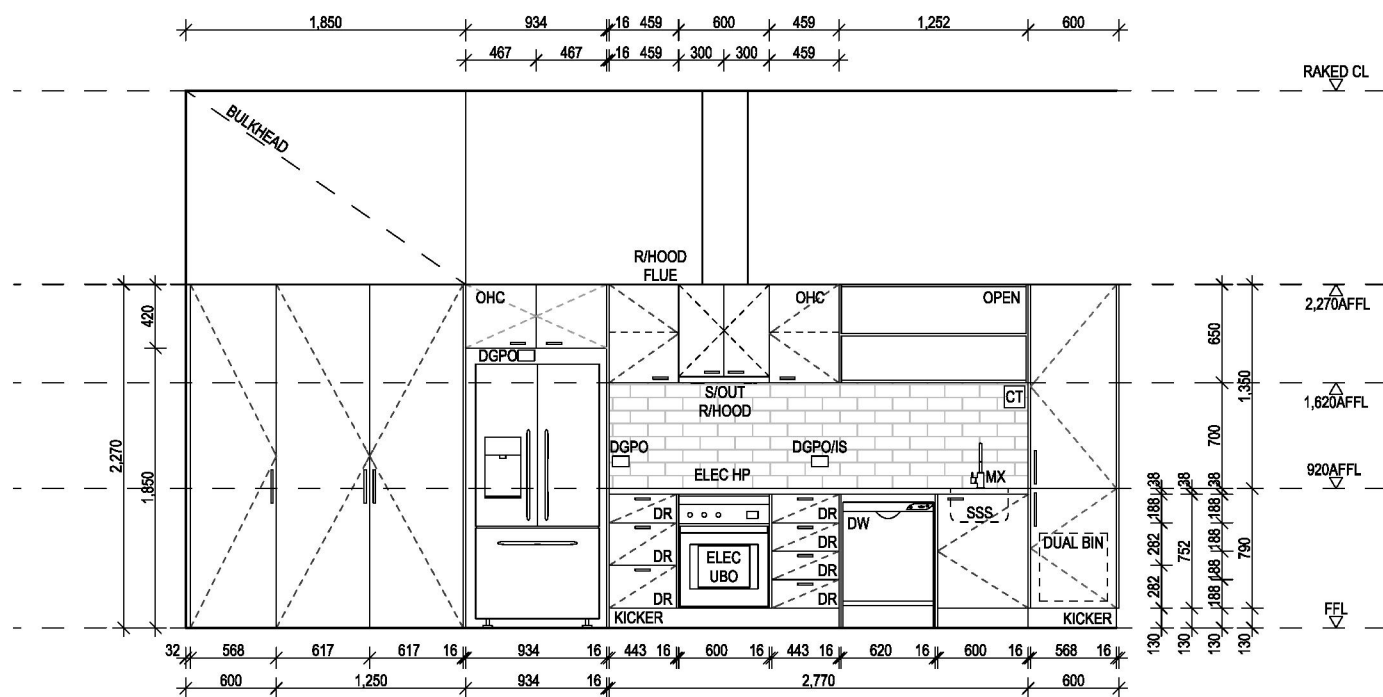 1,850 934 16 459 600 459 1,252 600
467 467 16 459 300 300 459
RAKED CL
BULKHEAD
R/HOOD
FLUE
OHC
OHC
OPEN
2,270AFFL
420
650
DGPO
S/OUT
R/HOOD
CT
1,620AFFL
1,350
2,270
1,850
DGPO
DGPO/IS
700
ELEC HP
MX
920AFFL
38 38 38
DR
DR
DW
SSS
188 188
DR
ELEC
UBO
DR
DR
DUAL BIN
282 752 188 790
188
DR
DR
282 188
KICKER
KICKER
FFL
130 130 130 130
32 568 617 617 16 934 16 443 16 600 16 443 16 620 16 600 16 568 16
600 1,250 934 16 2,770 600